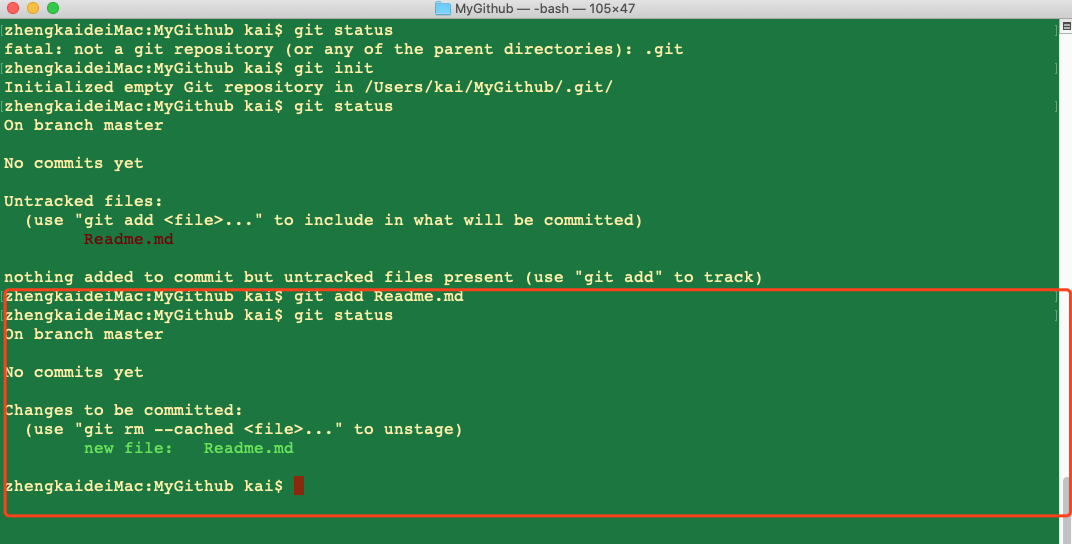 MyGithub — -bash — 105×47
zhengkaideiMac:MyGithub kai$ git status
fatal: not a git repository (or any of the parent directories): .git
zhengkaideiMac:MyGithub kai$ git init
Initialized empty Git repository in /Users/kai/MyGithub/.git/
zhengkaideiMac:MyGithub kai$ git status
On branch master
No commits yet
Untracked files:
(use "git add <file>..." to include in what will be committed)
Readme.md
nothing added to commit but untracked files present (use "git add" to track)
zhengkaideiMac:MyGithub kai$ git add Readme.md
zhengkaideiMac:MyGithub kai$ git status
On branch master
No commits yet
Changes to be committed:
(use "git rm --cached <file>..." to unstage)
new file:   Readme.md
zhengkaideiMac:MyGithub kai$